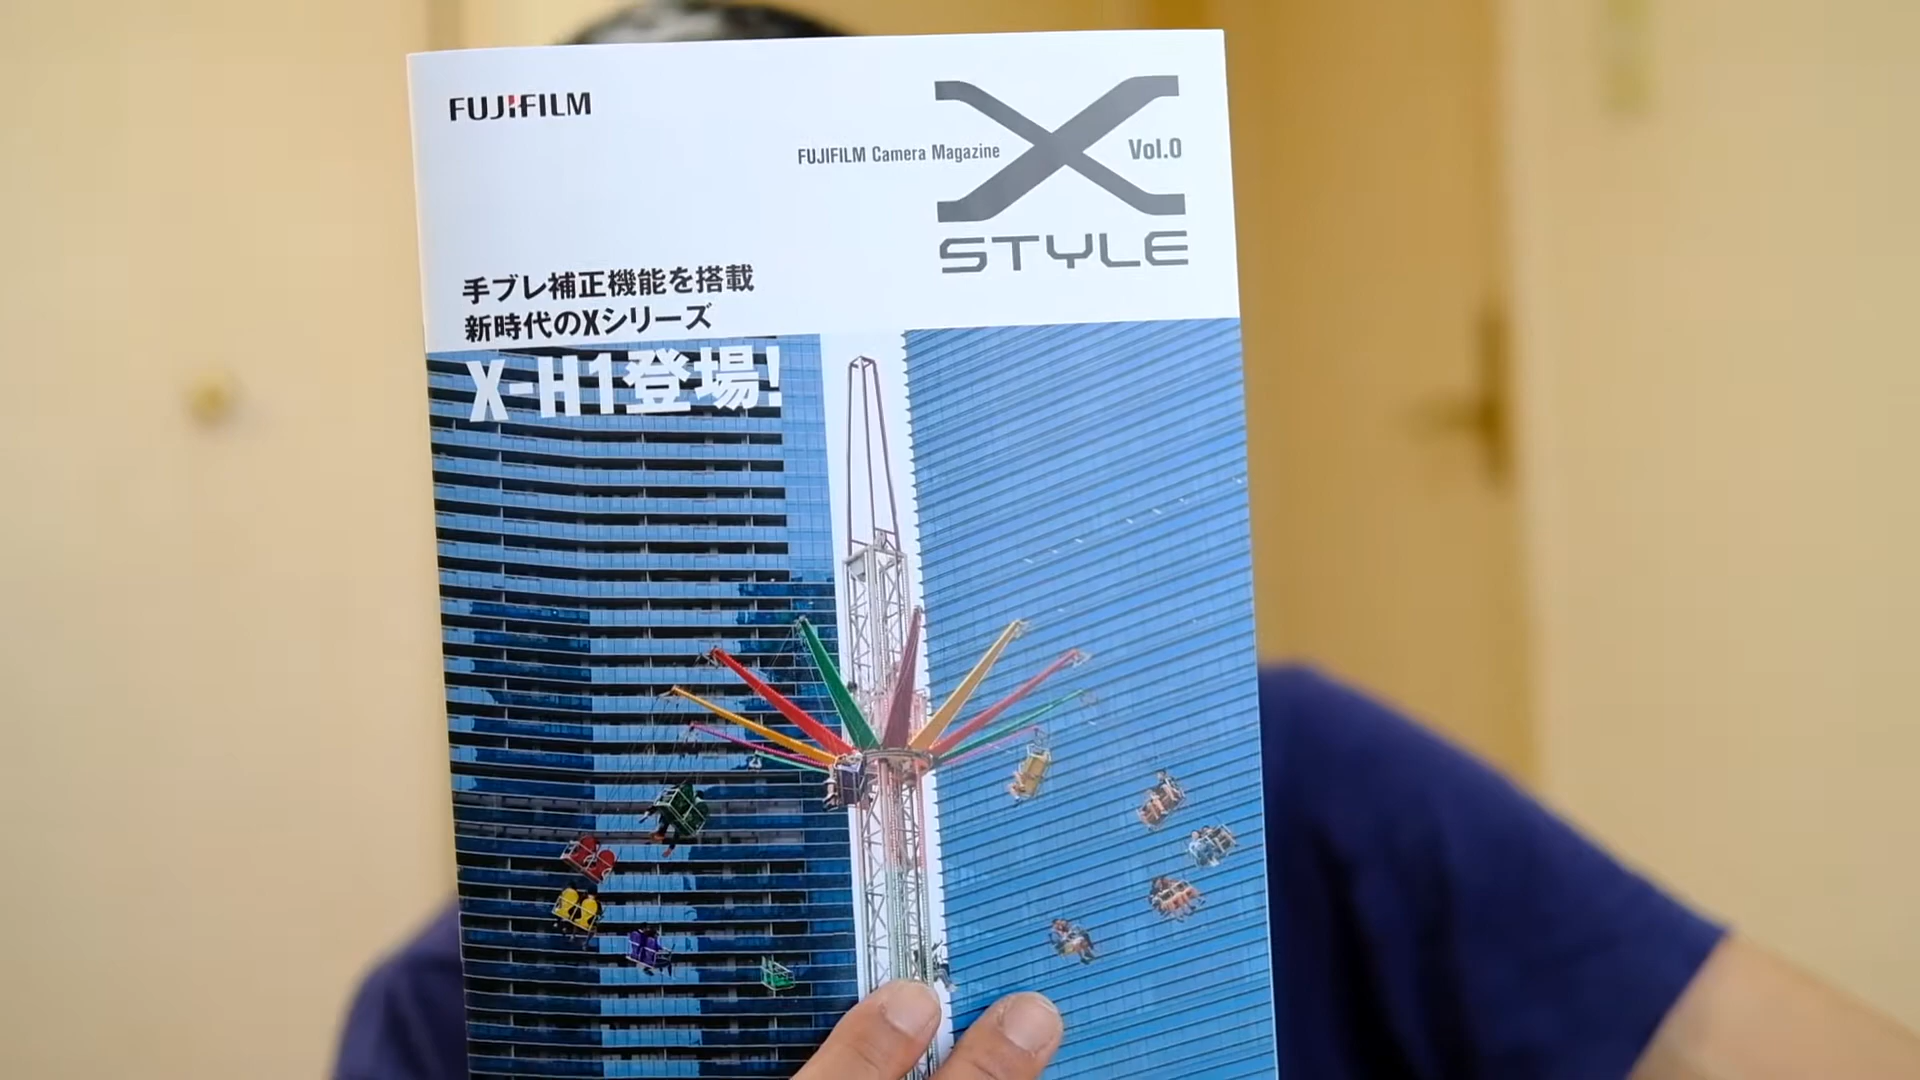 FUJIFILM
FUJIFILM Camera Magazine
X
Vol.0
STYLE
手ブレ補正機能を搭載
新時代のXシリーズ
X-H1登場!